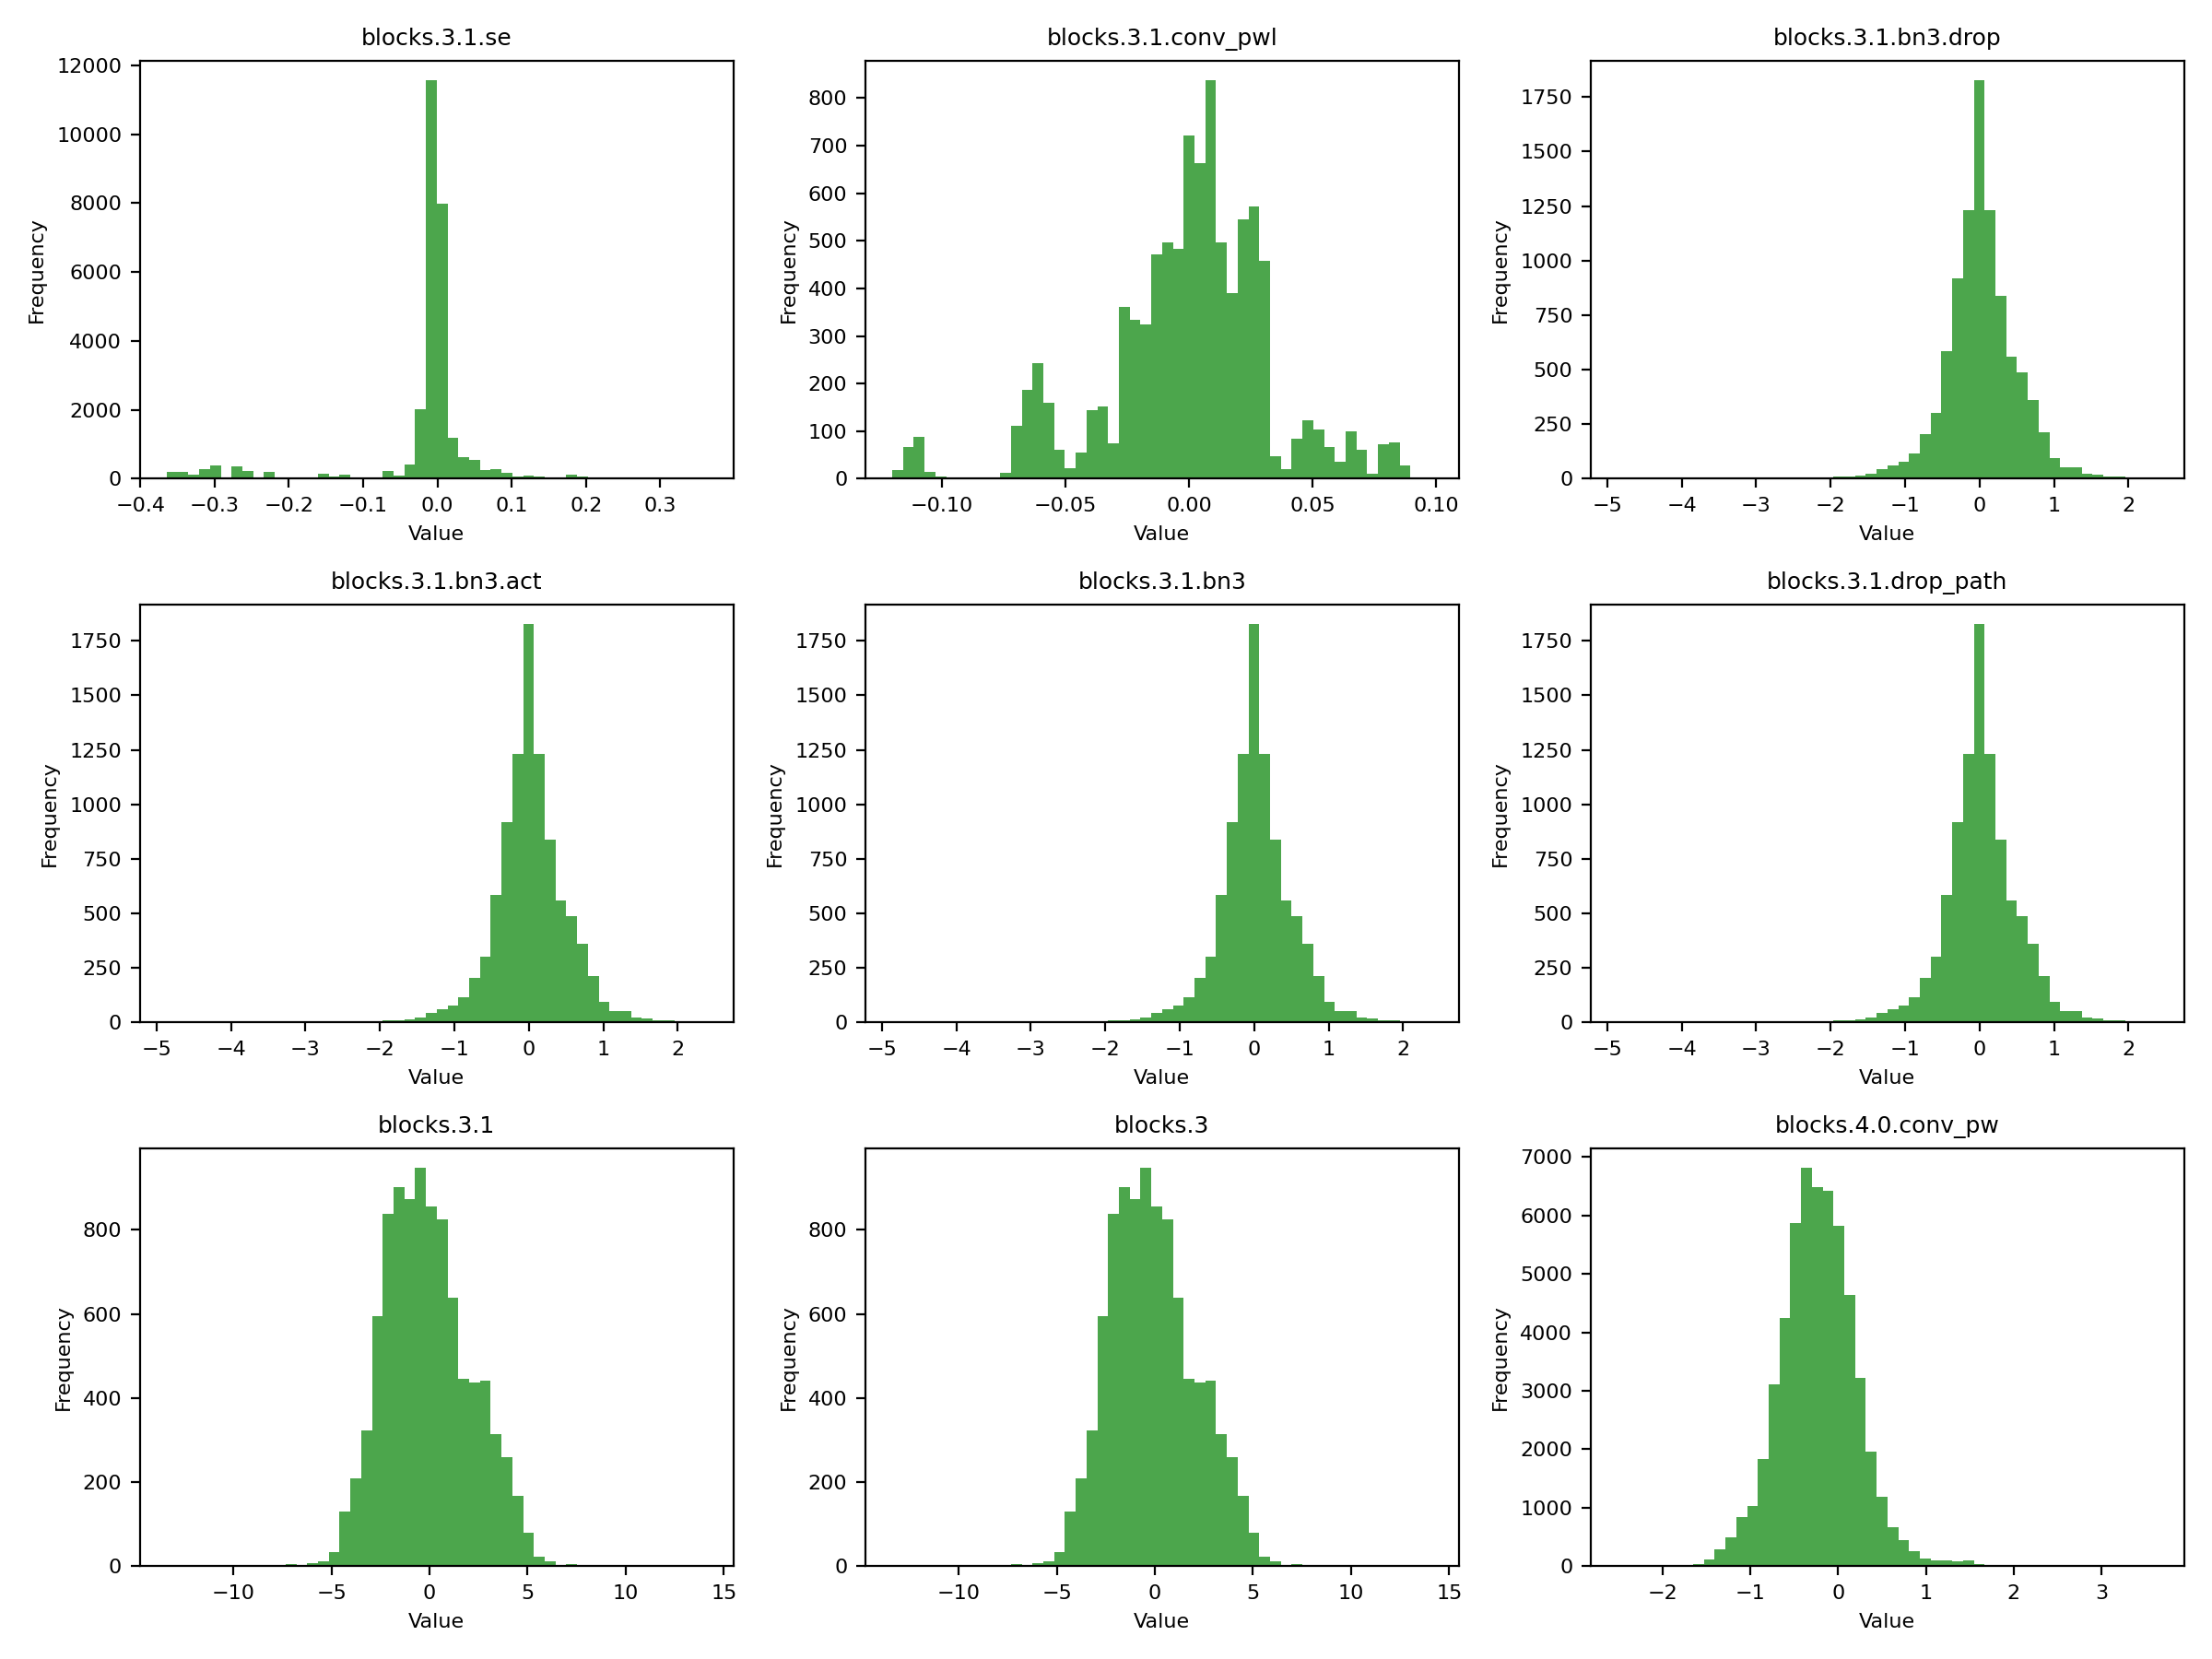 blocks.3.1.se
12000
10000
8000
6000
4000
2000
0
Frequency
−0.4 −0.3 −0.2 −0.1 0.0 0.1 0.2 0.3
Value
blocks.3.1.conv_pwl
800
700
600
500
400
300
200
100
0
Frequency
−0.10 −0.05 0.00 0.05 0.10
Value
blocks.3.1.bn3.drop
1750
1500
1250
1000
750
500
250
0
Frequency
−5 −4 −3 −2 −1 0 1 2
Value
blocks.3.1.bn3.act
1750
1500
1250
1000
750
500
250
0
Frequency
−5 −4 −3 −2 −1 0 1 2
Value
blocks.3.1.bn3
1750
1500
1250
1000
750
500
250
0
Frequency
−5 −4 −3 −2 −1 0 1 2
Value
blocks.3.1.drop_path
1750
1500
1250
1000
750
500
250
0
Frequency
−5 −4 −3 −2 −1 0 1 2
Value
blocks.3.1
800
600
400
200
0
Frequency
−10 −5 0 5 10 15
Value
blocks.3
800
600
400
200
0
Frequency
−10 −5 0 5 10 15
Value
blocks.4.0.conv_pw
7000
6000
5000
4000
3000
2000
1000
0
Frequency
−2 −1 0 1 2 3
Value